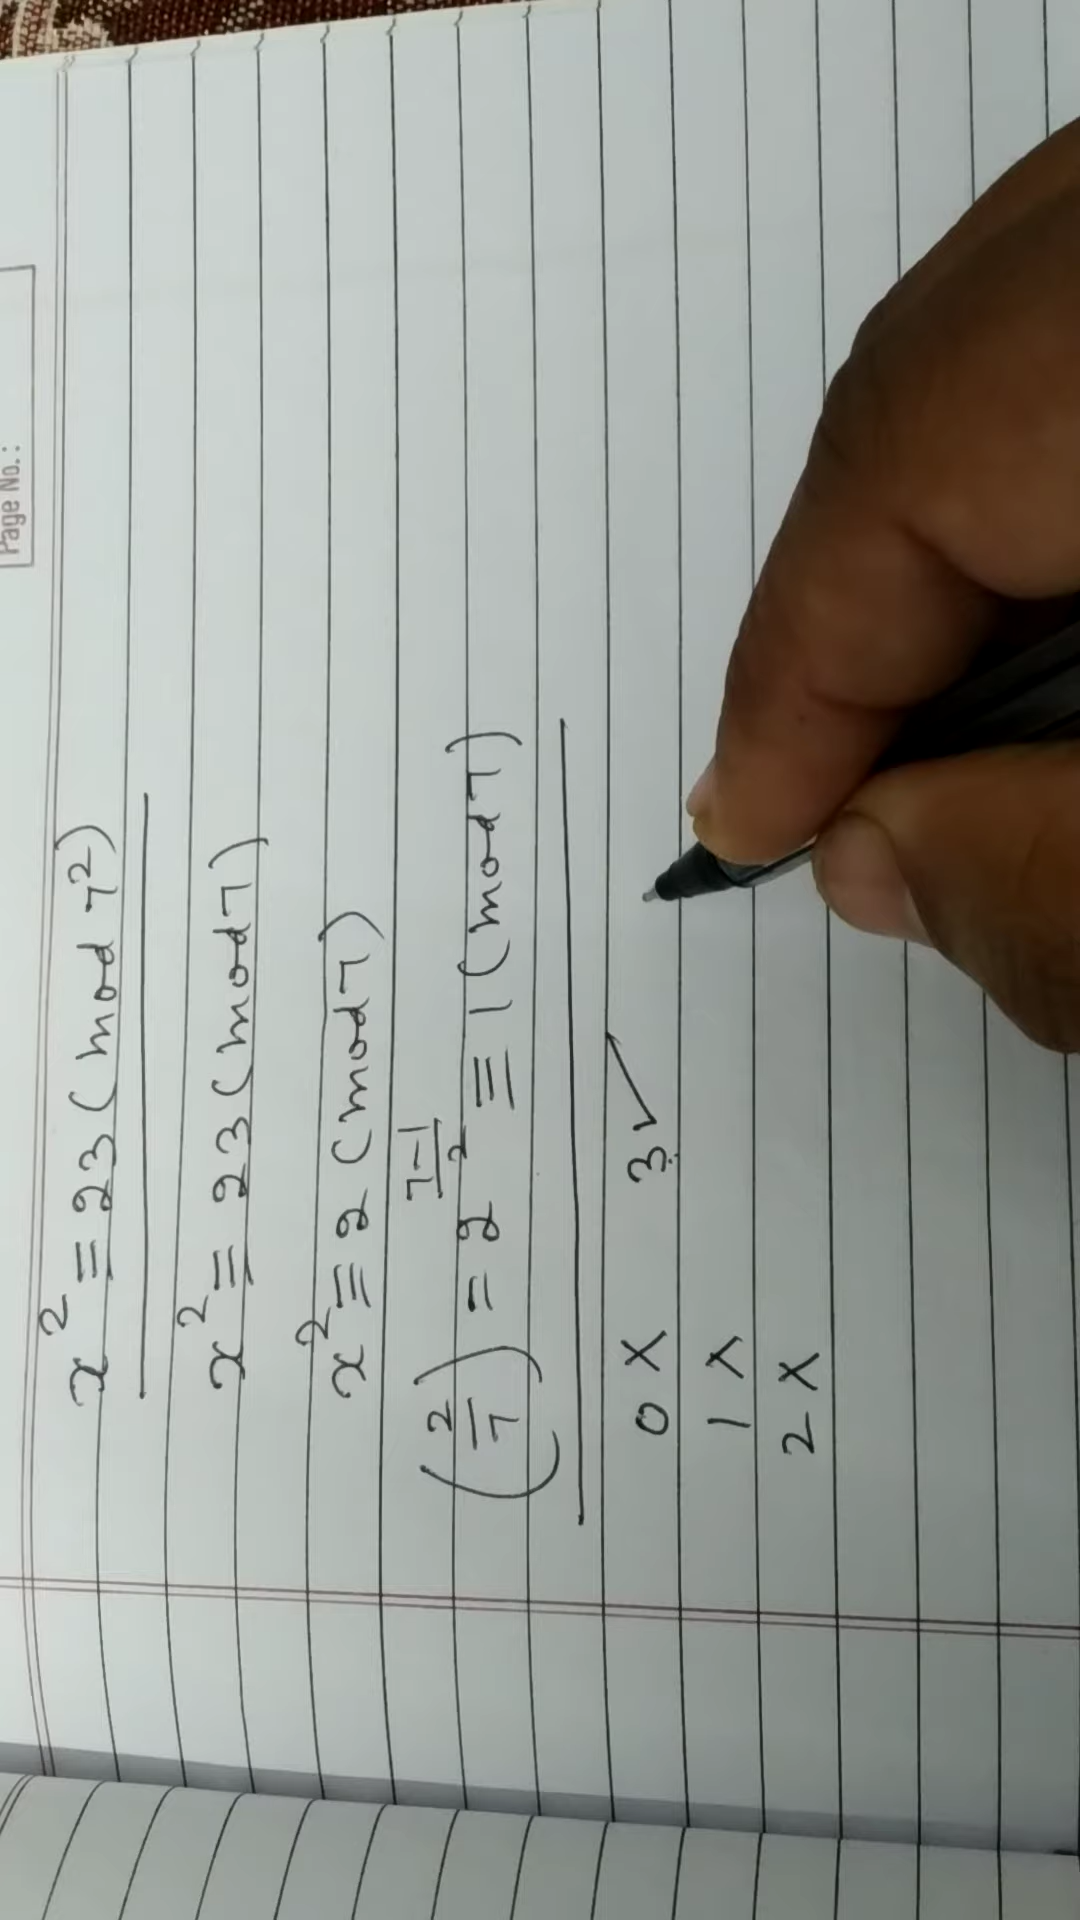 Page No.:
x² ≡ 23 (mod 7²)
x² ≡ 23 (mod 7)
x² ≡ 2 (mod 7)
(2/7) = 2^((7-1)/2) ≡ 1 (mod 7)
0 × 3 ✓
1 ×
2 ×